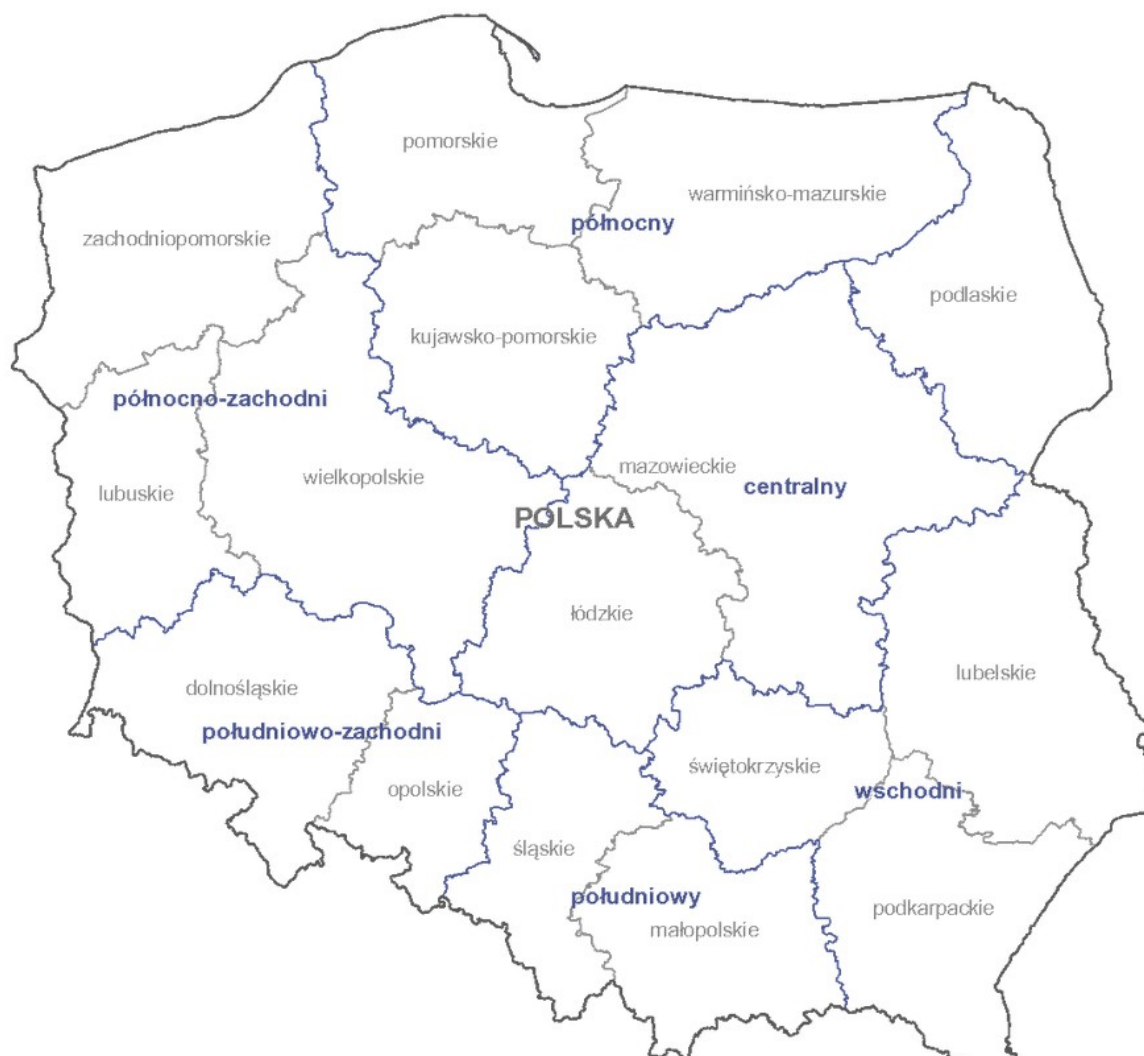 pomorskie
warmińsko-mazurskie
północny
zachodniopomorskie
podlaskie
kujawsko-pomorskie
północno-zachodni
mazowieckie
wielkopolskie
centralny
lubuskie
POLSKA
łódzkie
lubelskie
dolnośląskie
południowo-zachodni
świętokrzyskie
opolskie
wschodni
śląskie
południowy
podkarpackie
małopolskie